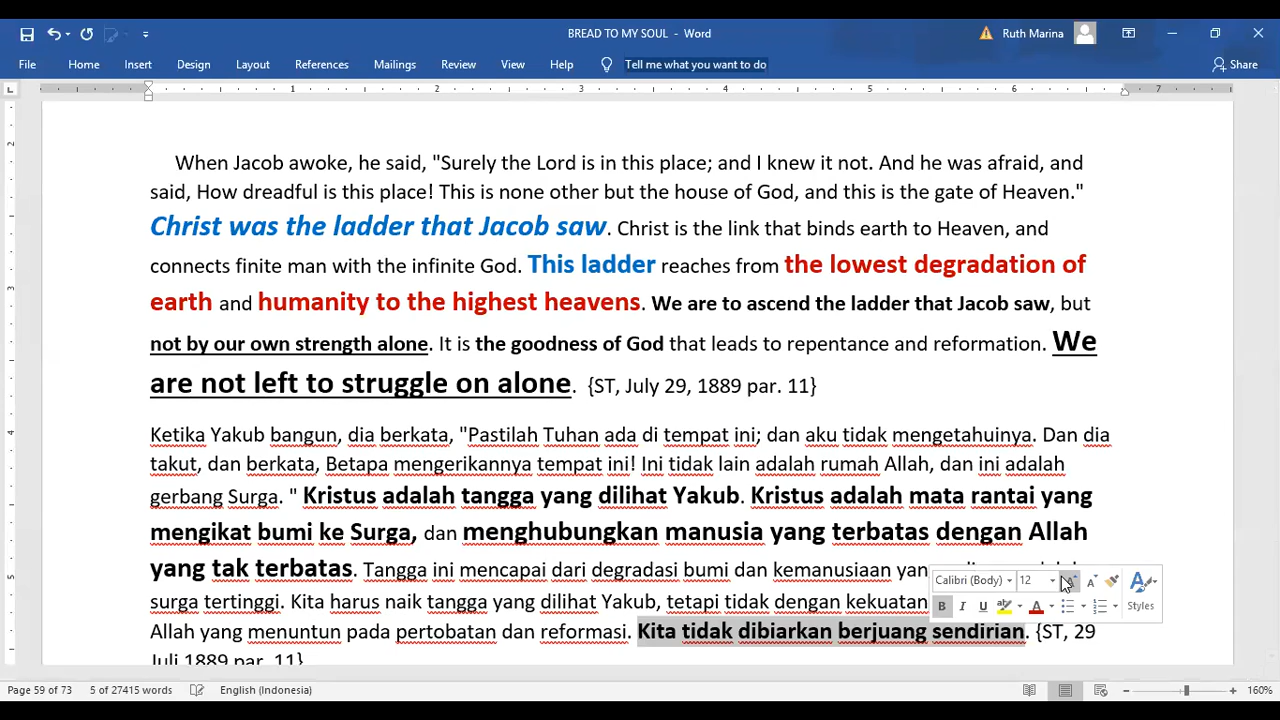 BREAD TO MY SOUL - Word
Ruth Marina
File Home Insert Design Layout References Mailings Review View Help Tell me what you want to do Share
1 2 3 4 5 6 7
When Jacob awoke, he said, "Surely the Lord is in this place; and I knew it not. And he was afraid, and
said, How dreadful is this place! This is none other but the house of God, and this is the gate of Heaven."
Christ was the ladder that Jacob saw. Christ is the link that binds earth to Heaven, and
connects finite man with the infinite God. This ladder reaches from the lowest degradation of
earth and humanity to the highest heavens. We are to ascend the ladder that Jacob saw, but
not by our own strength alone. It is the goodness of God that leads to repentance and reformation. We
are not left to struggle on alone. {ST, July 29, 1889 par. 11}
Ketika Yakub bangun, dia berkata, "Pastilah Tuhan ada di tempat ini; dan aku tidak mengetahuinya. Dan dia
takut, dan berkata, Betapa mengerikannya tempat ini! Ini tidak lain adalah rumah Allah, dan ini adalah
gerbang Surga. " Kristus adalah tangga yang dilihat Yakub. Kristus adalah mata rantai yang
mengikat bumi ke Surga, dan menghubungkan manusia yang terbatas dengan Allah
yang tak terbatas. Tangga ini mencapai dari degradasi bumi dan kemanusiaan
Calibri (Body) 12
surga tertinggi. Kita harus naik tangga yang dilihat Yakub, tetapi tidak dengan kekuatan
B I U ab A Styles
Allah yang menuntun pada pertobatan dan reformasi. Kita tidak dibiarkan berjuang sendirian. {ST, 29
Juli 1889 par. 11}
Page 59 of 73 5 of 27415 words English (Indonesia) 160%